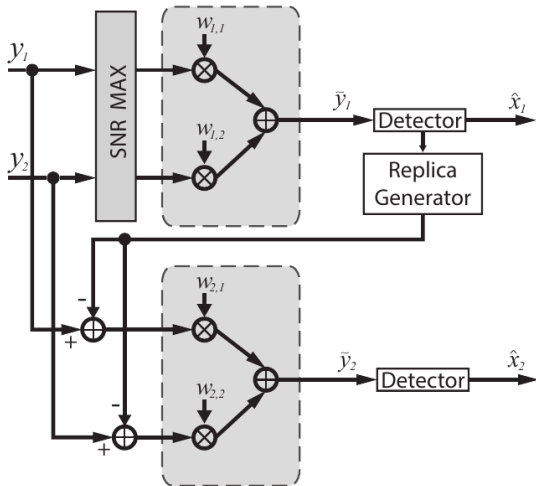 w1,1
y1
SNR MAX
ȳ1
Detector
x̂1
w1,2
y2
Replica
Generator
-
w2,1
+
ȳ2
Detector
x̂2
-
w2,2
+